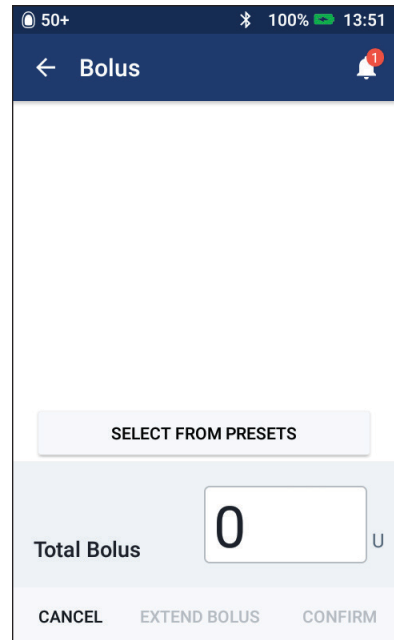 50+ 100% 13:51
Bolus 1
SELECT FROM PRESETS
Total Bolus 0 U
CANCEL EXTEND BOLUS CONFIRM